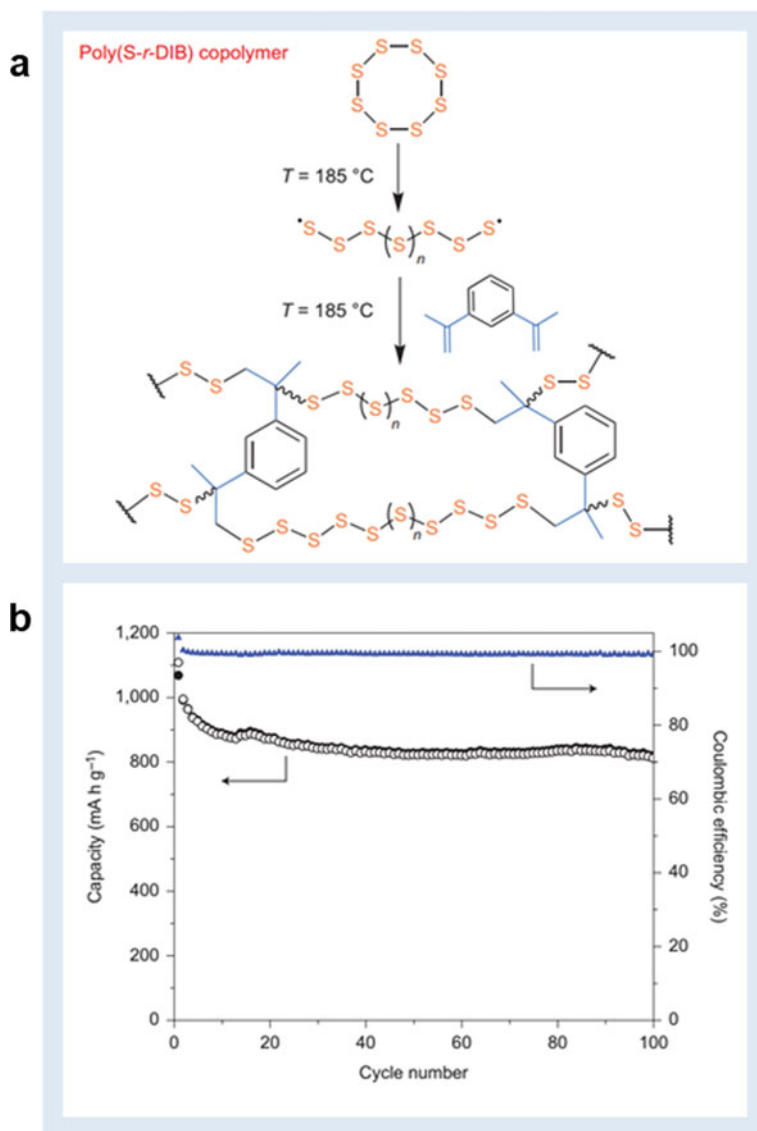 a
Poly(S-r-DIB) copolymer
S S
S S
S S
S S
T = 185 °C
•S S S (S)n S S S•
T = 185 °C
S S S S (S)n S S S S S
S S S S S S (S)n S S S S S S
b
1,200
1,000
800
600
400
200
0
Capacity (mA h g⁻¹)
100
80
60
40
20
0
Coulombic efficiency (%)
0 20 40 60 80 100
Cycle number